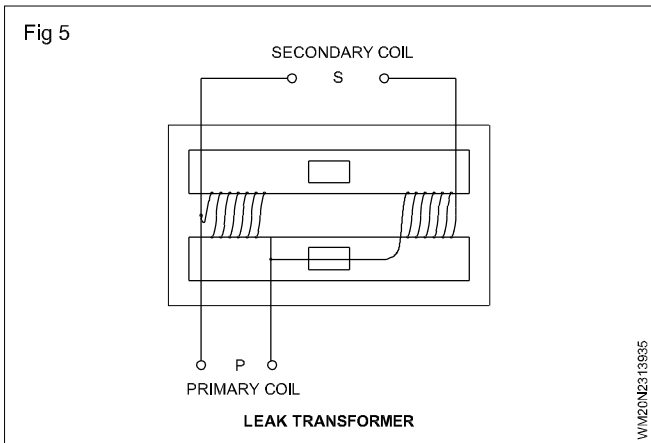 Fig 5
SECONDARY COIL
S
P
PRIMARY COIL
LEAK TRANSFORMER
WM20N2313935